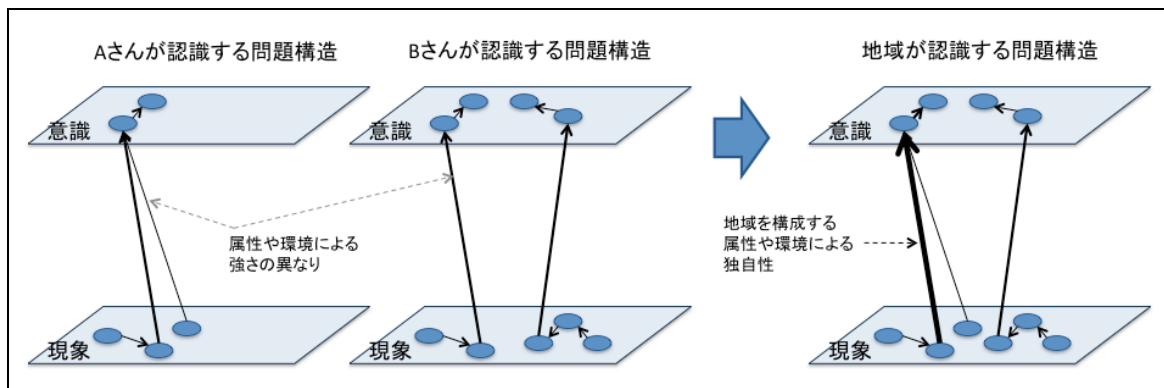 Aさんが認識する問題構造
Bさんが認識する問題構造
地域が認識する問題構造
意識
意識
意識
属性や環境による
強さの異なり
地域を構成する
属性や環境による
独自性
現象
現象
現象